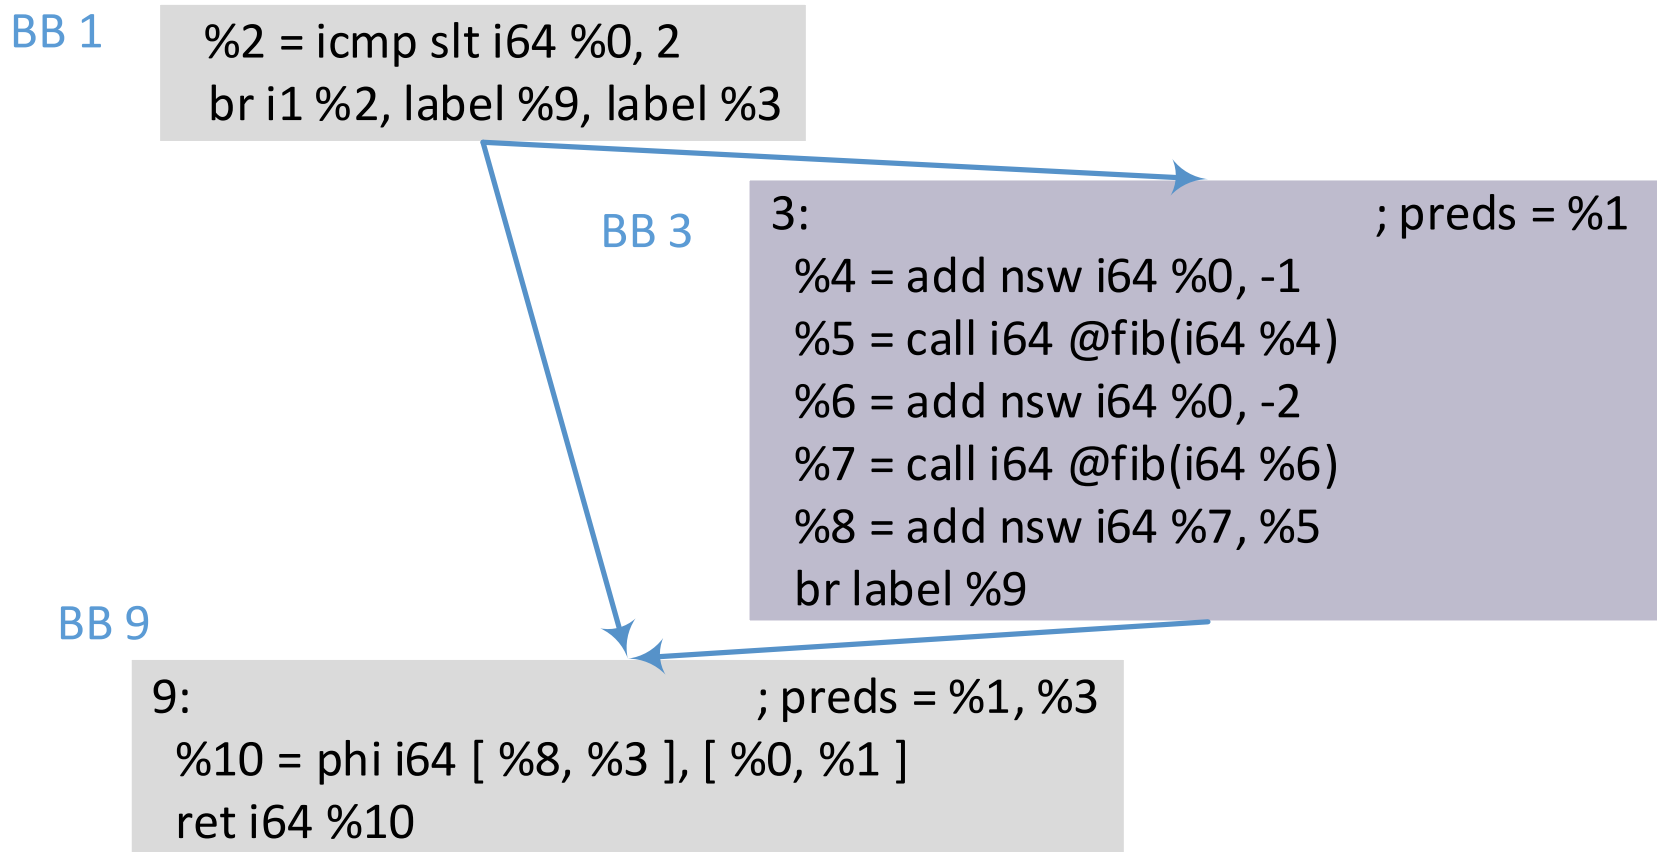 BB 1
%2 = icmp slt i64 %0, 2
br i1 %2, label %9, label %3
BB 3
3: ; preds = %1
%4 = add nsw i64 %0, -1
%5 = call i64 @fib(i64 %4)
%6 = add nsw i64 %0, -2
%7 = call i64 @fib(i64 %6)
%8 = add nsw i64 %7, %5
br label %9
BB 9
9: ; preds = %1, %3
%10 = phi i64 [ %8, %3 ], [ %0, %1 ]
ret i64 %10